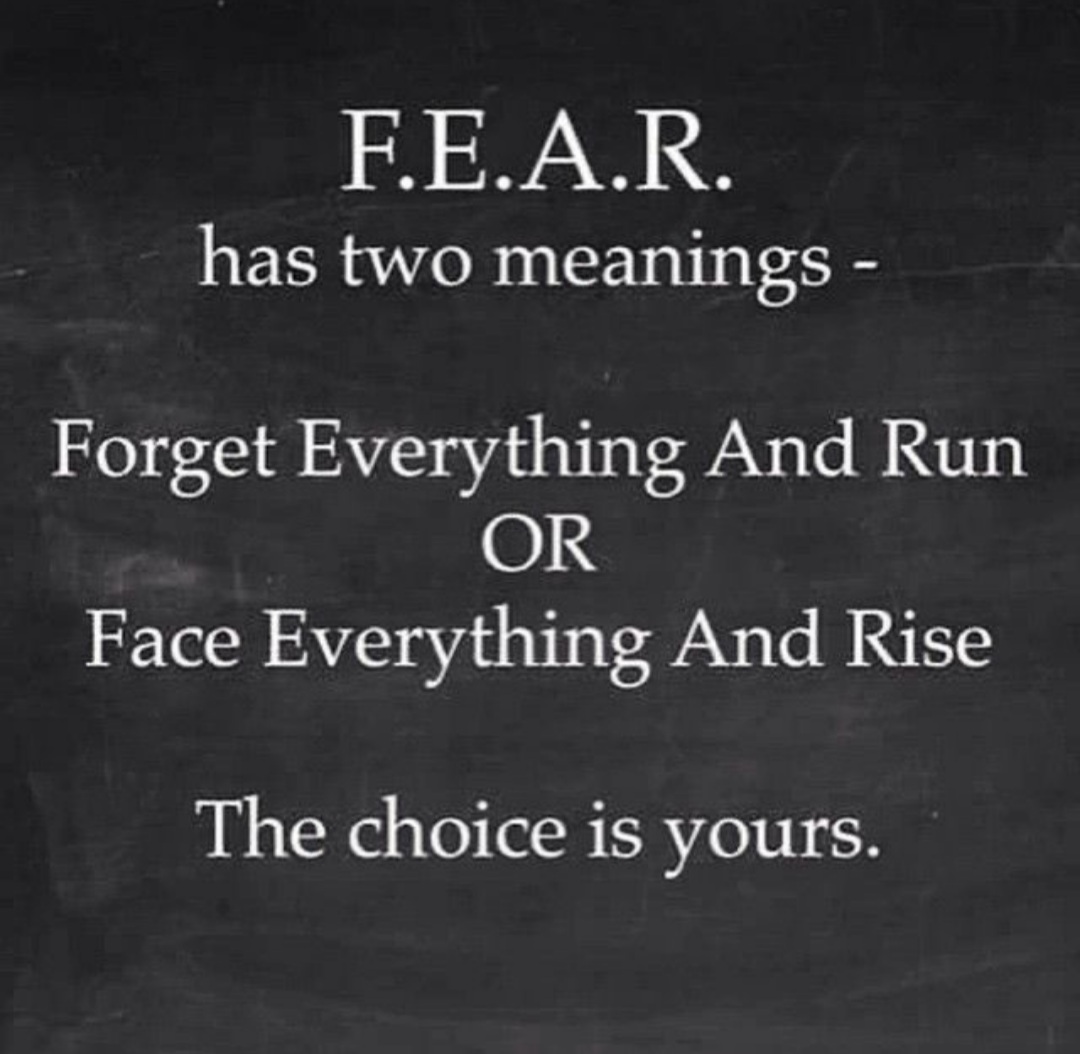 F.E.A.R.
has two meanings -
Forget Everything And Run
OR
Face Everything And Rise
The choice is yours.